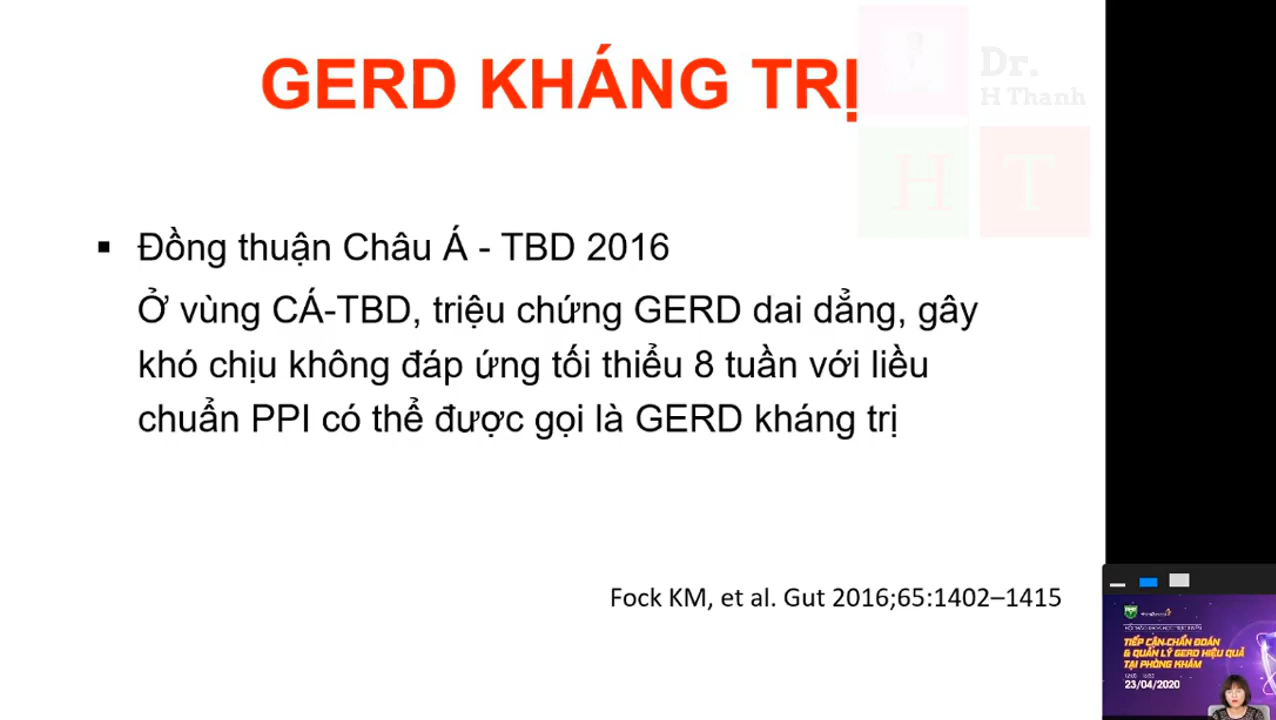 GERD KHÁNG TRỊ
Dr.
H Thanh
H T
▪ Đồng thuận Châu Á - TBD 2016
Ở vùng CÁ-TBD, triệu chứng GERD dai dẳng, gây
khó chịu không đáp ứng tối thiểu 8 tuần với liều
chuẩn PPI có thể được gọi là GERD kháng trị
Fock KM, et al. Gut 2016;65:1402–1415
TIẾP CẬN CHẨN ĐOÁN
& QUẢN LÝ GERD HIỆU QUẢ
TẠI PHÒNG KHÁM
23/04/2020